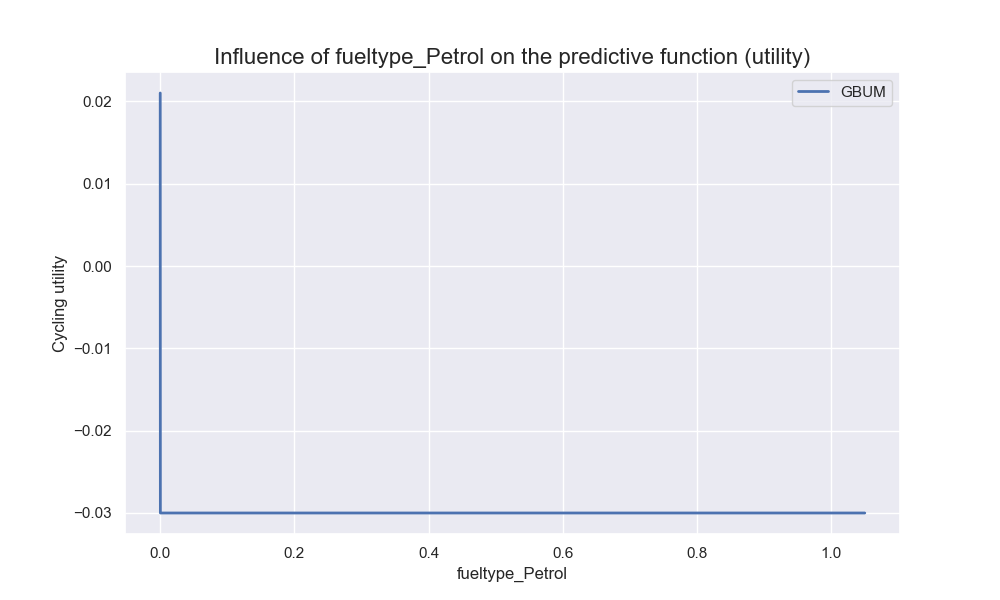 Influence of fueltype_Petrol on the predictive function (utility)
GBUM
0.02
0.01
0.00
−0.01
−0.02
−0.03
Cycling utility
0.0 0.2 0.4 0.6 0.8 1.0
fueltype_Petrol